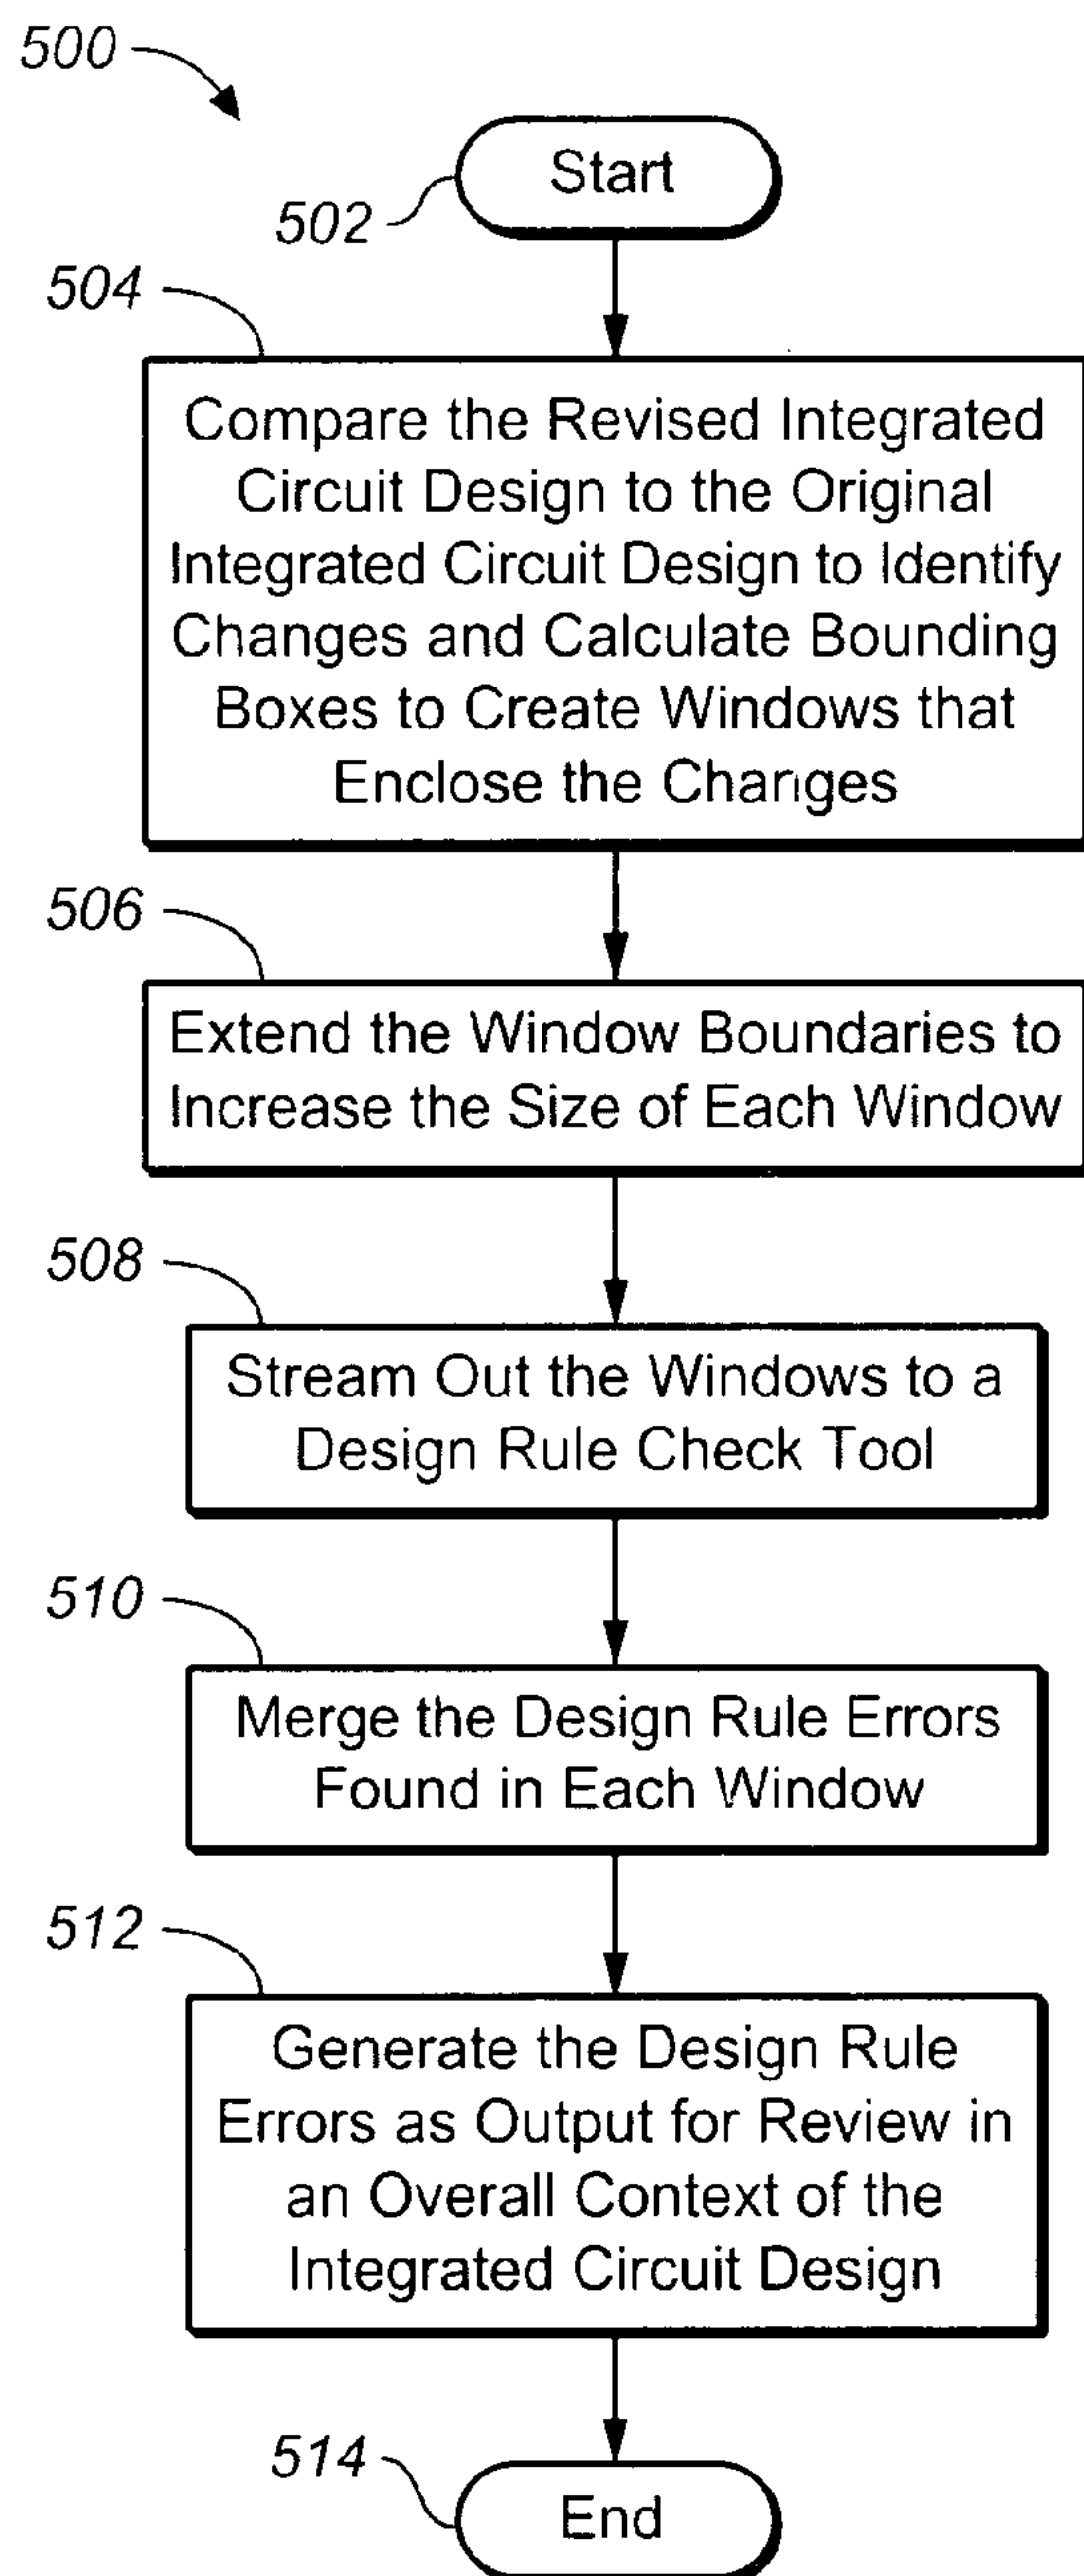 500
Start
502
504
Compare the Revised Integrated
Circuit Design to the Original
Integrated Circuit Design to Identify
Changes and Calculate Bounding
Boxes to Create Windows that
Enclose the Changes
506
Extend the Window Boundaries to
Increase the Size of Each Window
508
Stream Out the Windows to a
Design Rule Check Tool
510
Merge the Design Rule Errors
Found in Each Window
512
Generate the Design Rule
Errors as Output for Review in
an Overall Context of the
Integrated Circuit Design
514
End